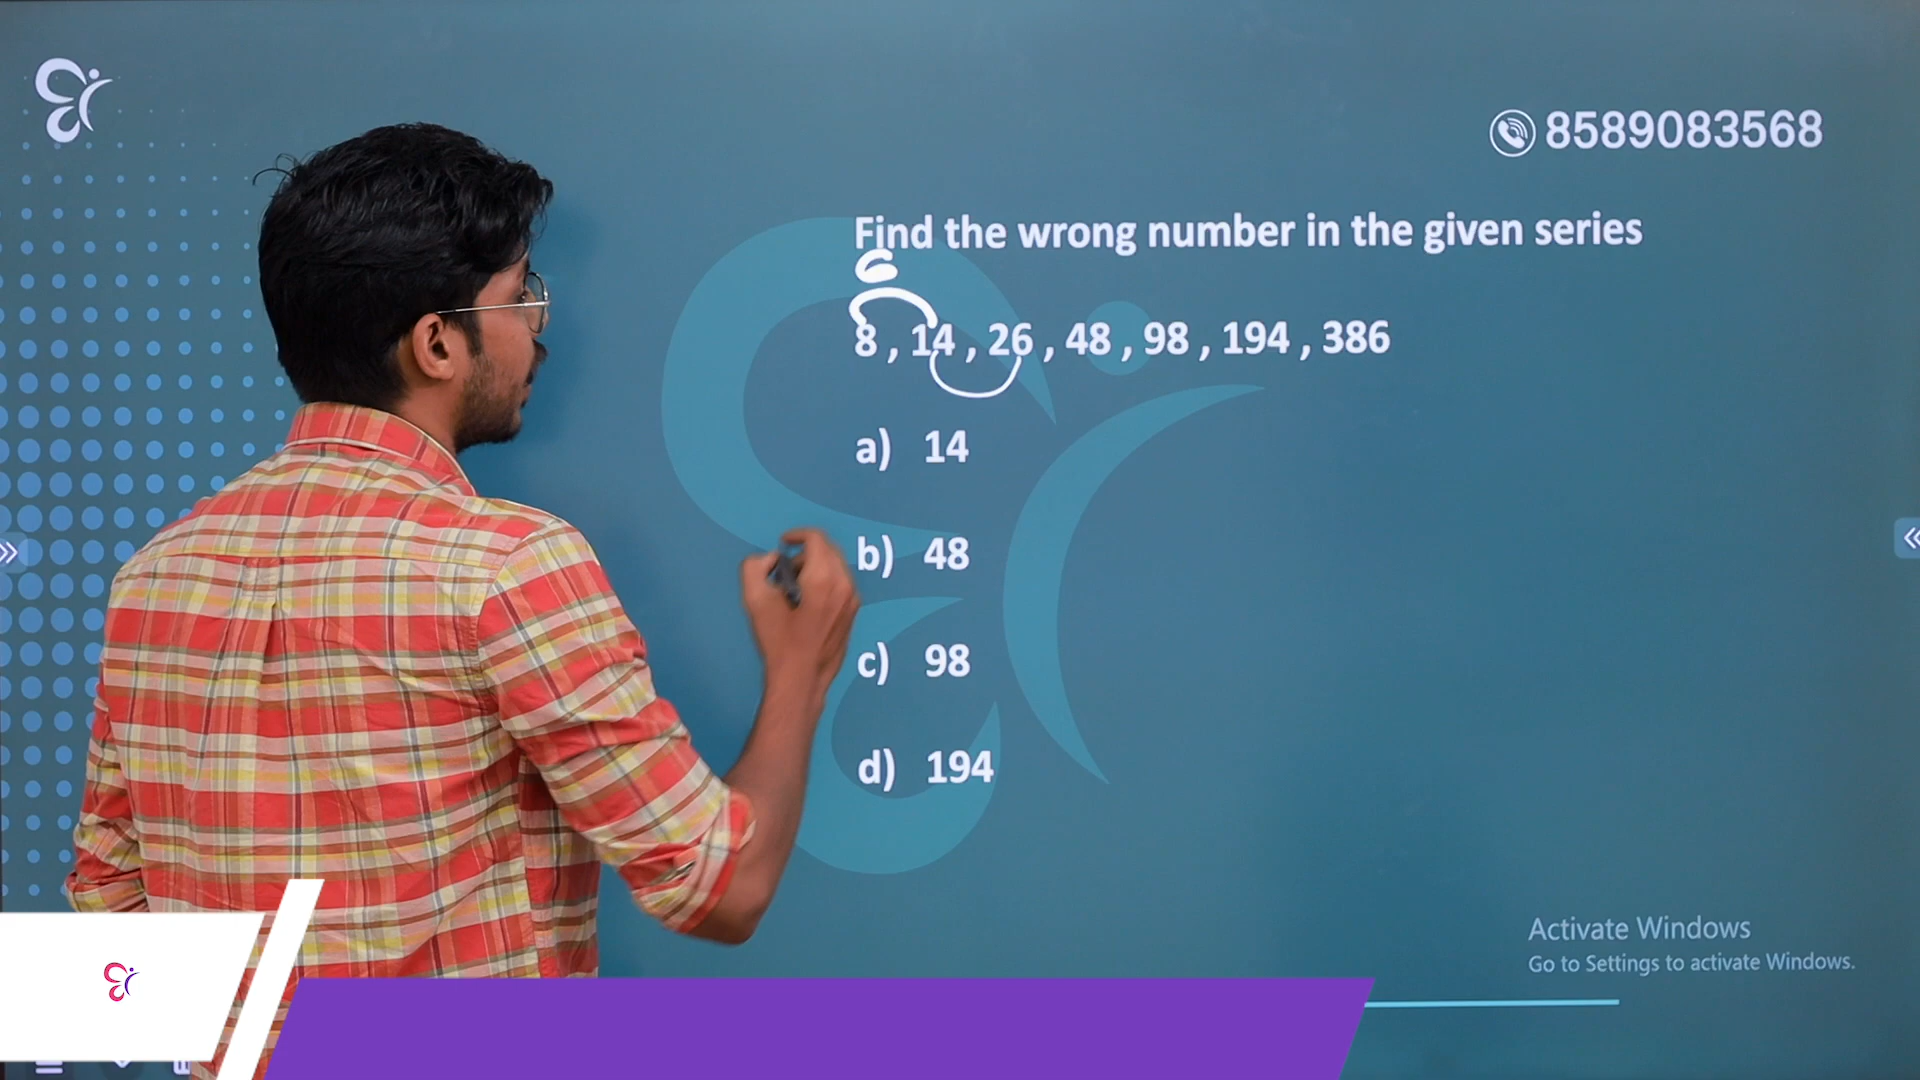 8589083568
Find the wrong number in the given series
6
8 , 14 , 26 , 48 , 98 , 194 , 386
a) 14
b) 48
c) 98
d) 194
Activate Windows
Go to Settings to activate Windows.